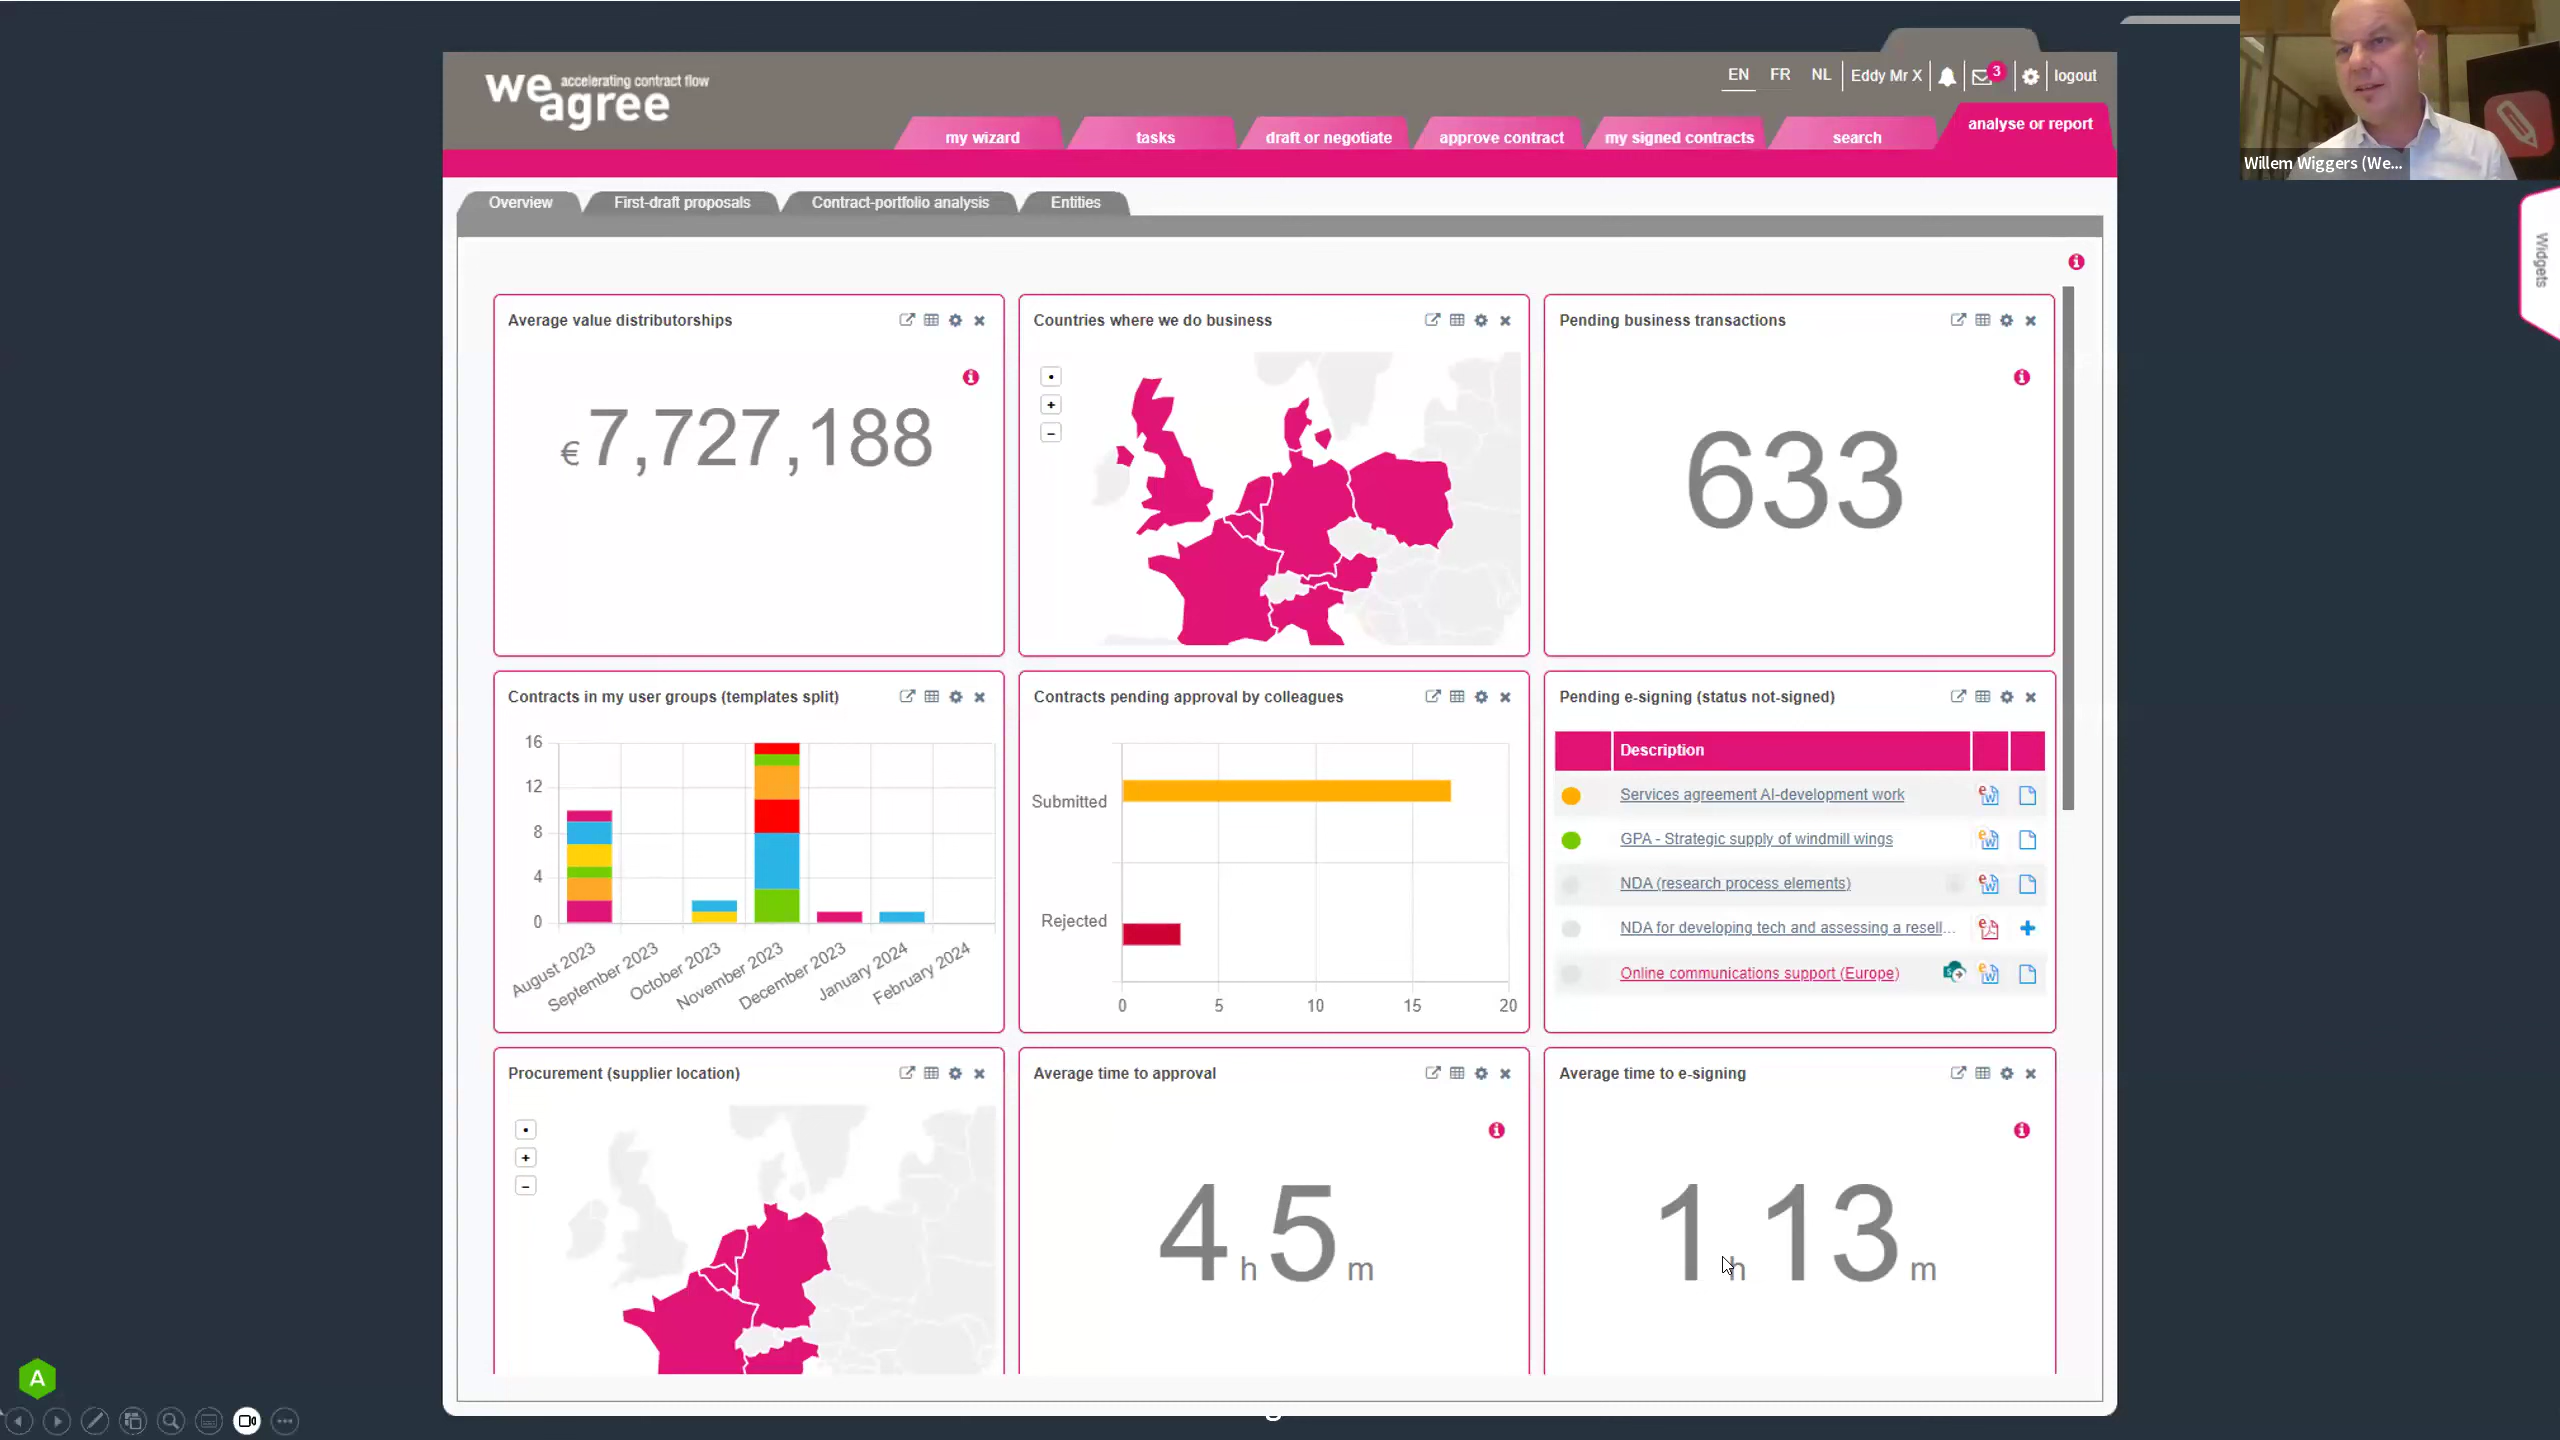 we agree accelerating contract flow
EN FR NL Eddy Mr X 3 logout
my wizard tasks draft or negotiate approve contract my signed contracts search analyse or report
Willem Wiggers (We...
Overview First-draft proposals Contract-portfolio analysis Entities
Widgets
Average value distributorships
€7,727,188
Countries where we do business
Pending business transactions
633
Contracts in my user groups (templates split)
16
12
8
4
0
August 2023 September 2023 October 2023 November 2023 December 2023 January 2024 February 2024
Contracts pending approval by colleagues
Submitted
Rejected
0 5 10 15 20
Pending e-signing (status not-signed)
Description
Services agreement AI-development work
GPA - Strategic supply of windmill wings
NDA (research process elements)
NDA for developing tech and assessing a resell...
Online communications support (Europe)
Procurement (supplier location)
Average time to approval
4 h 5 m
Average time to e-signing
1 h 13 m
A